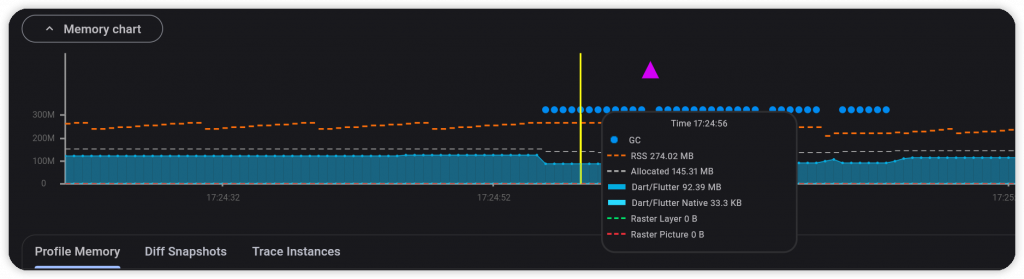 Memory chart
300M
200M
100M
0
17:24:32
17:24:52
Time 17:24:56
GC
RSS 274.02 MB
Allocated 145.31 MB
Dart/Flutter 92.39 MB
Dart/Flutter Native 33.3 KB
Raster Layer 0 B
Raster Picture 0 B
Profile Memory
Diff Snapshots
Trace Instances